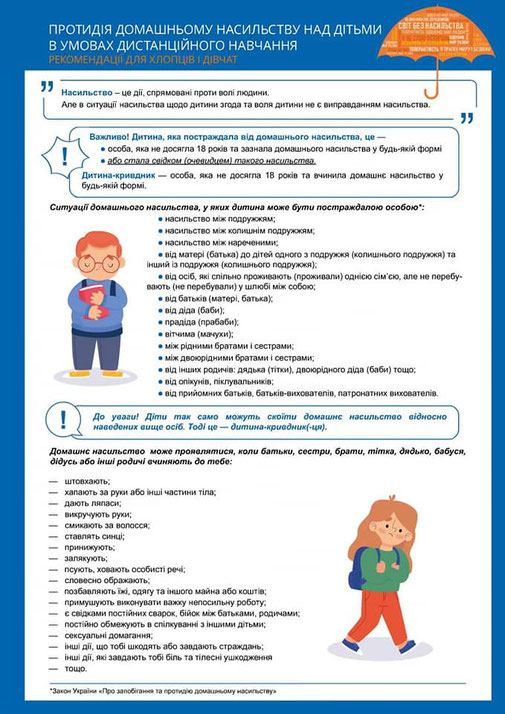 ПРОТИДІЯ ДОМАШНЬОМУ НАСИЛЬСТВУ НАД ДІТЬМИ
В УМОВАХ ДИСТАНЦІЙНОГО НАВЧАННЯ
РЕКОМЕНДАЦІЇ ДЛЯ ХЛОПЦІВ І ДІВЧАТ
СВІТ БЕЗ НАСИЛЬСТВА
Насильство – це дії, спрямовані проти волі людини.
Але в ситуації насильства щодо дитини згода та воля дитини не є виправданням насильства.
Важливо! Дитина, яка постраждала від домашнього насильства, це —
● особа, яка не досягла 18 років та зазнала домашнього насильства у будь-якій формі
● або стала свідком (очевидцем) такого насильства.
Дитина-кривдник — особа, яка не досягла 18 років та вчинила домашнє насильство у
будь-якій формі.
Ситуації домашнього насильства, у яких дитина може бути постраждалою особою*:
● насильство між подружжям;
● насильство між колишнім подружжям;
● насильство між нареченими;
● від матері (батька) до дітей одного з подружжя (колишнього подружжя) та
інший із подружжя (колишнього подружжя);
● від осіб, які спільно проживають (проживали) однією сім'єю, але не перебу-
вають (не перебували) у шлюбі між собою;
● від батьків (матері, батька);
● від діда (баби);
● прадіда (прабаби);
● вітчима (мачухи);
● між рідними братами і сестрами;
● між двоюрідними братами і сестрами;
● від інших родичів: дядька (тітки), двоюрідного діда (баби) тощо;
● від опікунів, піклувальників;
● від прийомних батьків, батьків-вихователів, патронатних вихователів.
До уваги! Діти так само можуть скоїти домашнє насильство відносно
наведених вище осіб. Тоді це — дитина-кривдник(-ця).
Домашнє насильство може проявлятися, коли батьки, сестри, брати, тітка, дядько, бабуся,
дідусь або інші родичі вчиняють до тебе:
— штовхають;
— хапають за руки або інші частини тіла;
— дають ляпаси;
— викручують руки;
— смикають за волосся;
— ставлять синці;
— принижують;
— залякують;
— псують, ховають особисті речі;
— словесно ображають;
— позбавляють їжі, одягу та іншого майна або коштів;
— примушують виконувати важку непосильну роботу;
— є свідками постійних сварок, бійок між батьками, родичами;
— постійно обмежують в спілкуванні з іншими дітьми;
— сексуальні домагання;
— інші дії, що тобі шкодять або завдають страждань;
— інші дії, які завдають тобі біль та тілесні ушкодження
— тощо.
*Закон України «Про запобігання та протидію домашньому насильству»